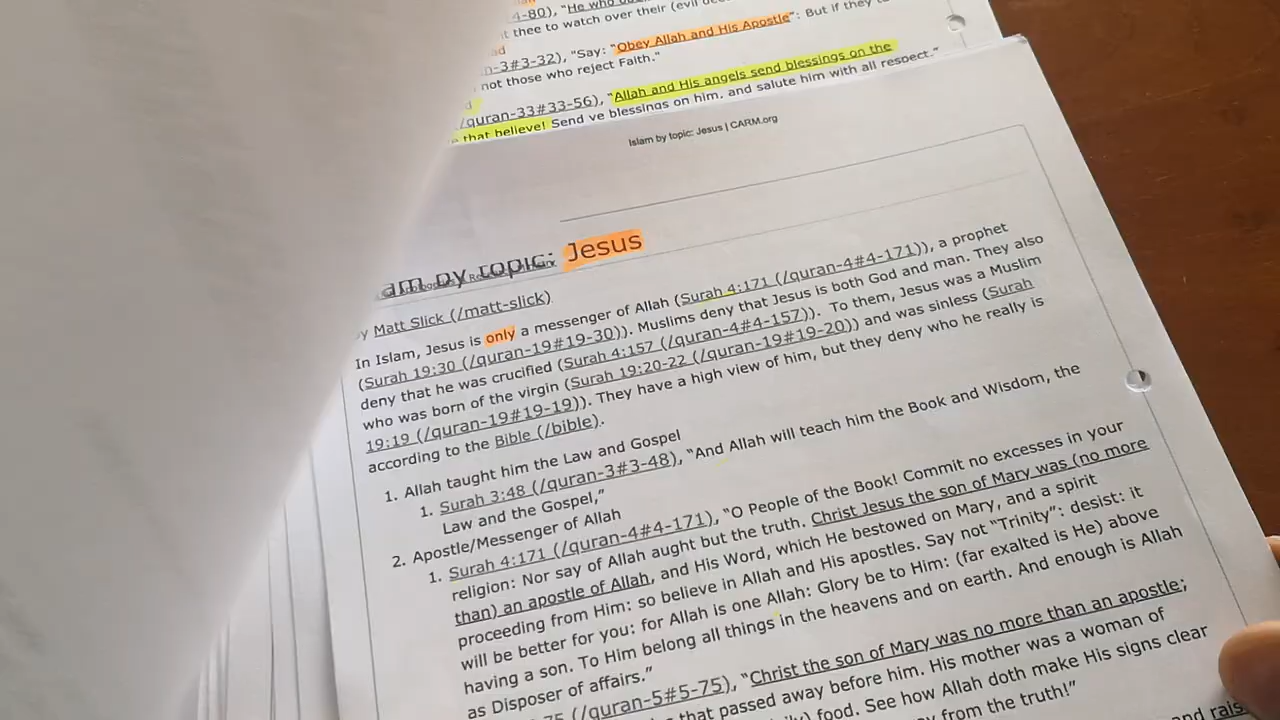 4-80), "He who
thee to watch over their (evil
n-3#3-32), "Say: "Obey Allah and His Apostle": But if they
not those who reject Faith."
/quran-33#33-56), "Allah and His angels send blessings on the
that believe! Send ye blessings on him, and salute him with all respect."
Islam by topic: Jesus | CARM.org
am by topic: Jesus
y Matt Slick (/matt-slick)
In Islam, Jesus is only a messenger of Allah (Surah 4:171 (/quran-4#4-171)), a prophet
(Surah 19:30 (/quran-19#19-30)). Muslims deny that Jesus is both God and man. They also
deny that he was crucified (Surah 4:157 (/quran-4#4-157)). To them, Jesus was a Muslim
who was born of the virgin (Surah 19:20-22 (/quran-19#19-20)) and was sinless (Surah
19:19 (/quran-19#19-19)). They have a high view of him, but they deny who he really is
according to the Bible (/bible).
1. Allah taught him the Law and Gospel
1. Surah 3:48 (/quran-3#3-48), "And Allah will teach him the Book and Wisdom, the
Law and the Gospel,"
2. Apostle/Messenger of Allah
1. Surah 4:171 (/quran-4#4-171), "O People of the Book! Commit no excesses in your
religion: Nor say of Allah aught but the truth. Christ Jesus the son of Mary was (no more
than) an apostle of Allah, and His Word, which He bestowed on Mary, and a spirit
proceeding from Him: so believe in Allah and His apostles. Say not "Trinity": desist: it
will be better for you: for Allah is one Allah: Glory be to Him: (far exalted is He) above
having a son. To Him belong all things in the heavens and on earth. And enough is Allah
as Disposer of affairs."
75 (/quran-5#5-75), "Christ the son of Mary was no more than an apostle;
that passed away before him. His mother was a woman of
food. See how Allah doth make His signs clear
from the truth!"
and rais